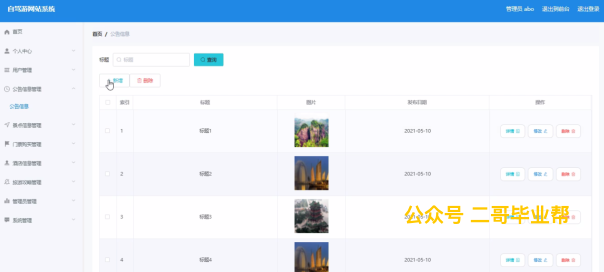 自驾游网站系统 管理员 abo 退出到前台 退出登录
首页
首页 / 公告信息
个人中心
用户管理
公告信息管理
公告信息
景点信息管理
门票购买管理
酒店信息管理
旅游攻略管理
管理员管理
系统管理
标题 标题 查询
新增 删除
索引 标题 图片 发布日期 操作
1 标题1 2021-05-10 详情 修改 删除
2 标题2 2021-05-10 详情 修改 删除
3 标题3 2021-05-10
公众号 二哥毕业帮
4 标题4 2021-05-10 详情 修改 删除